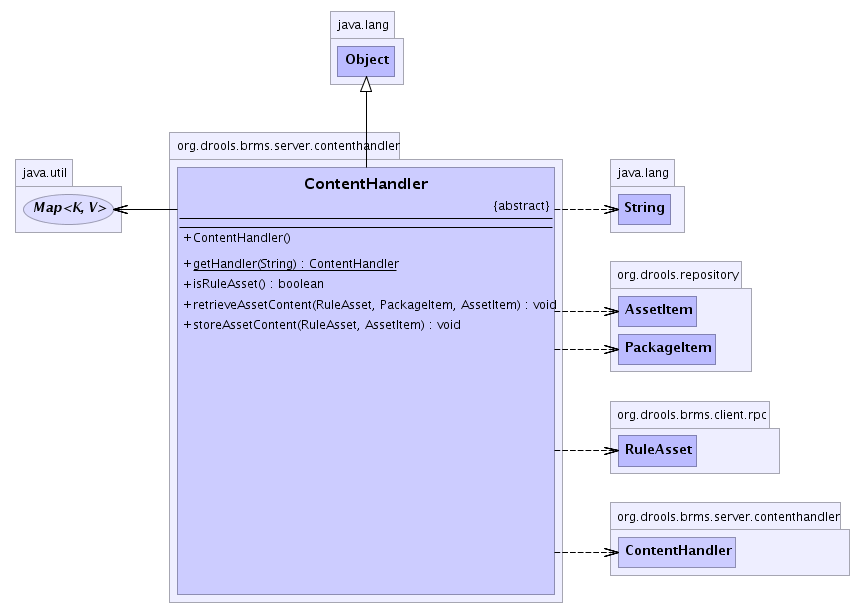 java.lang
Object
org.drools.brms.server.contenthandler
java.util
Map<K, V>
ContentHandler
{abstract}
+ContentHandler()
+getHandler(String) : ContentHandler
+isRuleAsset() : boolean
+retrieveAssetContent(RuleAsset, PackageItem, AssetItem) : void
+storeAssetContent(RuleAsset, AssetItem) : void
java.lang
String
org.drools.repository
AssetItem
PackageItem
org.drools.brms.client.rpc
RuleAsset
org.drools.brms.server.contenthandler
ContentHandler